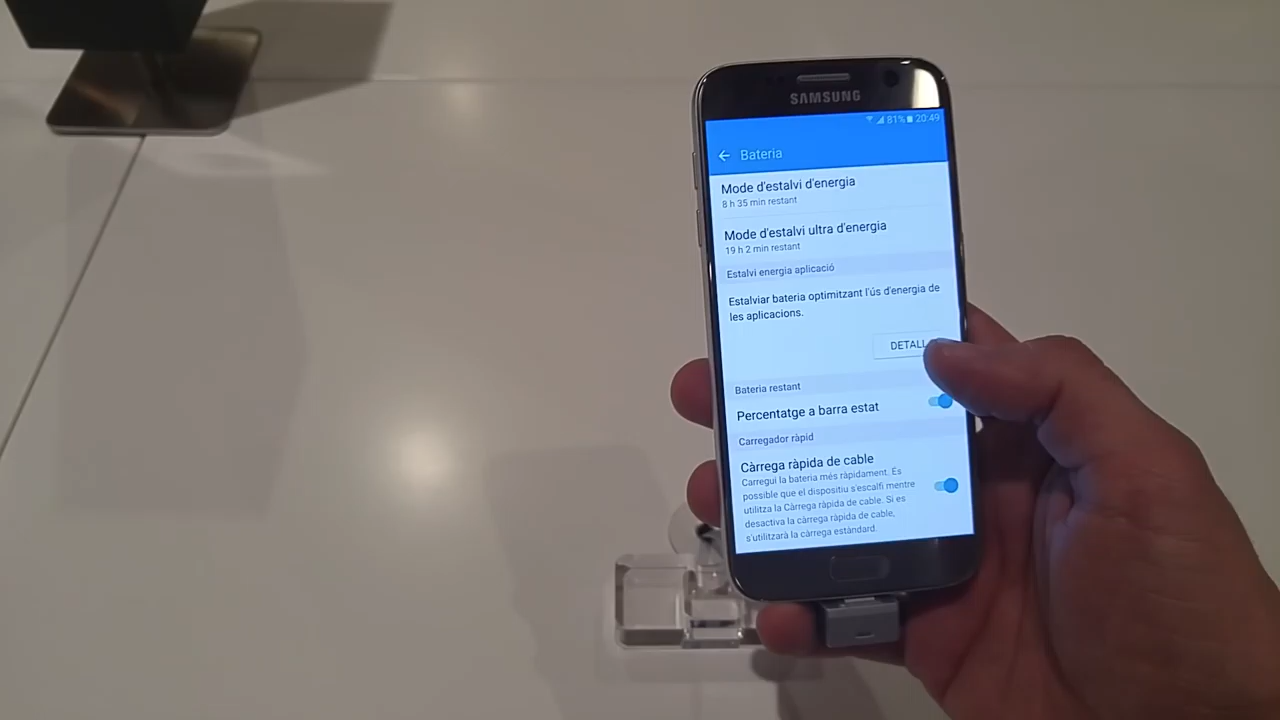 SAMSUNG
81% 20:49
Bateria
Mode d'estalvi d'energia
8 h 35 min restant
Mode d'estalvi ultra d'energia
19 h 2 min restant
Estalvi energia aplicació
Estalviar bateria optimitzant l'ús d'energia de
les aplicacions.
DETALL
Bateria restant
Percentatge a barra estat
Carregador ràpid
Càrrega ràpida de cable
Carregui la bateria més ràpidament. És
possible que el dispositiu s'escalfi mentre
utilitza la Càrrega ràpida de cable. Si es
desactiva la càrrega ràpida de cable,
s'utilitzarà la càrrega estàndard.